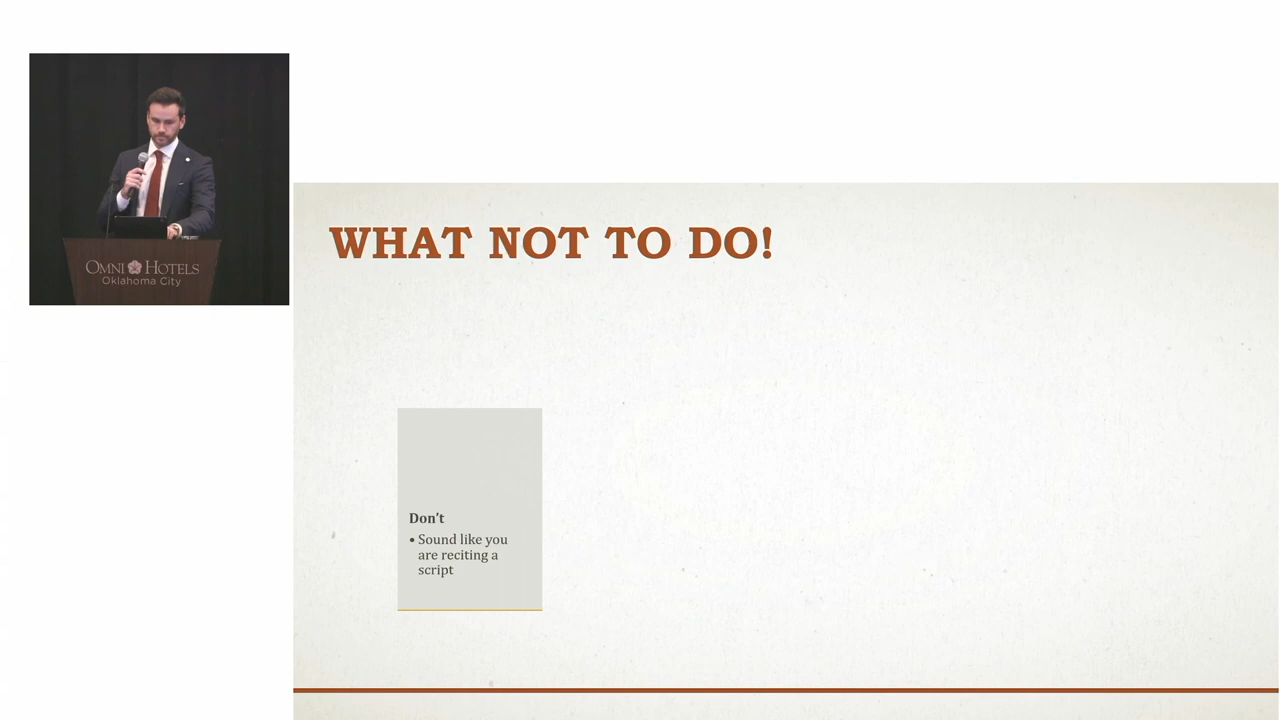 WHAT NOT TO DO!
OMNI HOTELS
Oklahoma City
Don't
• Sound like you
are reciting a
script